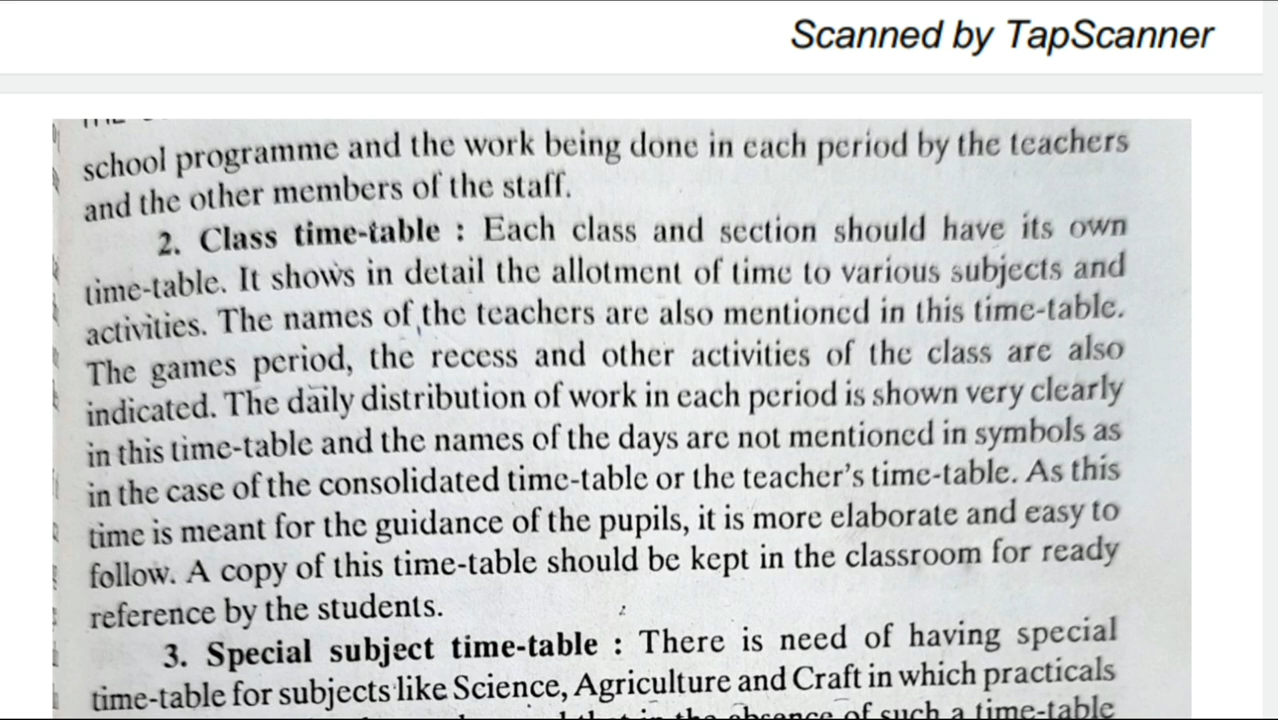 Scanned by TapScanner
school programme and the work being done in each period by the teachers
and the other members of the staff.
2. Class time-table : Each class and section should have its own
time-table. It shows in detail the allotment of time to various subjects and
activities. The names of the teachers are also mentioned in this time-table.
The games period, the recess and other activities of the class are also
indicated. The daily distribution of work in each period is shown very clearly
in this time-table and the names of the days are not mentioned in symbols as
in the case of the consolidated time-table or the teacher's time-table. As this
time is meant for the guidance of the pupils, it is more elaborate and easy to
follow. A copy of this time-table should be kept in the classroom for ready
reference by the students.
3. Special subject time-table : There is need of having special
time-table for subjects like Science, Agriculture and Craft in which practicals
that in the absence of such a time-table